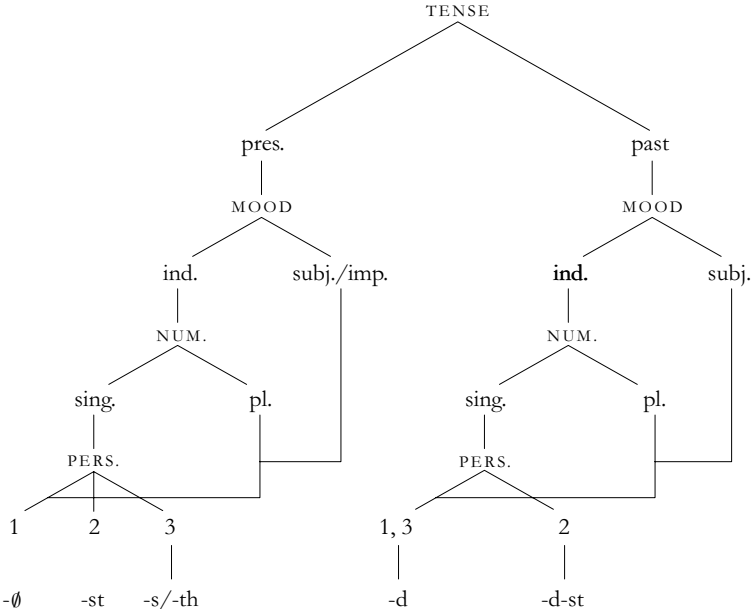 TENSE
pres. past
MOOD MOOD
ind. subj./imp. ind. subj.
NUM. NUM.
sing. pl. sing. pl.
PERS. PERS.
1 2 3 1, 3 2
-∅ -st -s/-th -d -d-st